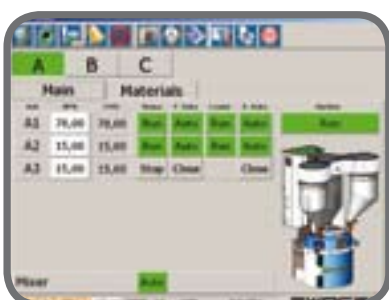 A B C
Main Materials
A1 70,00 70,00 Run Auto Run Auto Run
A2 15,00 15,00 Run Auto Run Auto
A3 15,00 15,00 Stop Close Close
Mixer Auto